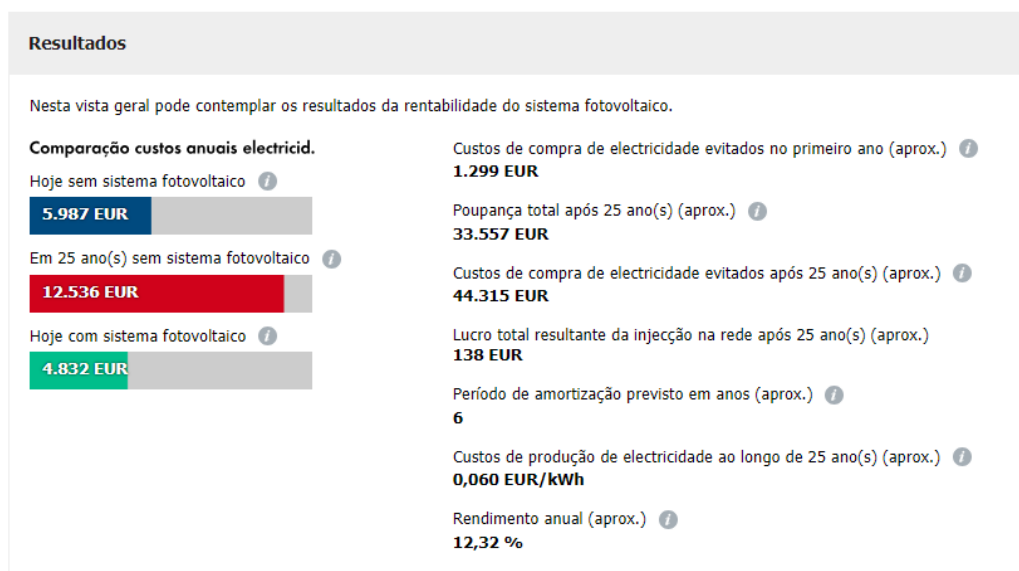 Resultados
Nesta vista geral pode contemplar os resultados da rentabilidade do sistema fotovoltaico.
Comparação custos anuais electricid.
Hoje sem sistema fotovoltaico
5.987 EUR
Em 25 ano(s) sem sistema fotovoltaico
12.536 EUR
Hoje com sistema fotovoltaico
4.832 EUR
Custos de compra de electricidade evitados no primeiro ano (aprox.)
1.299 EUR
Poupança total após 25 ano(s) (aprox.)
33.557 EUR
Custos de compra de electricidade evitados após 25 ano(s) (aprox.)
44.315 EUR
Lucro total resultante da injecção na rede após 25 ano(s) (aprox.)
138 EUR
Período de amortização previsto em anos (aprox.)
6
Custos de produção de electricidade ao longo de 25 ano(s) (aprox.)
0,060 EUR/kWh
Rendimento anual (aprox.)
12,32 %